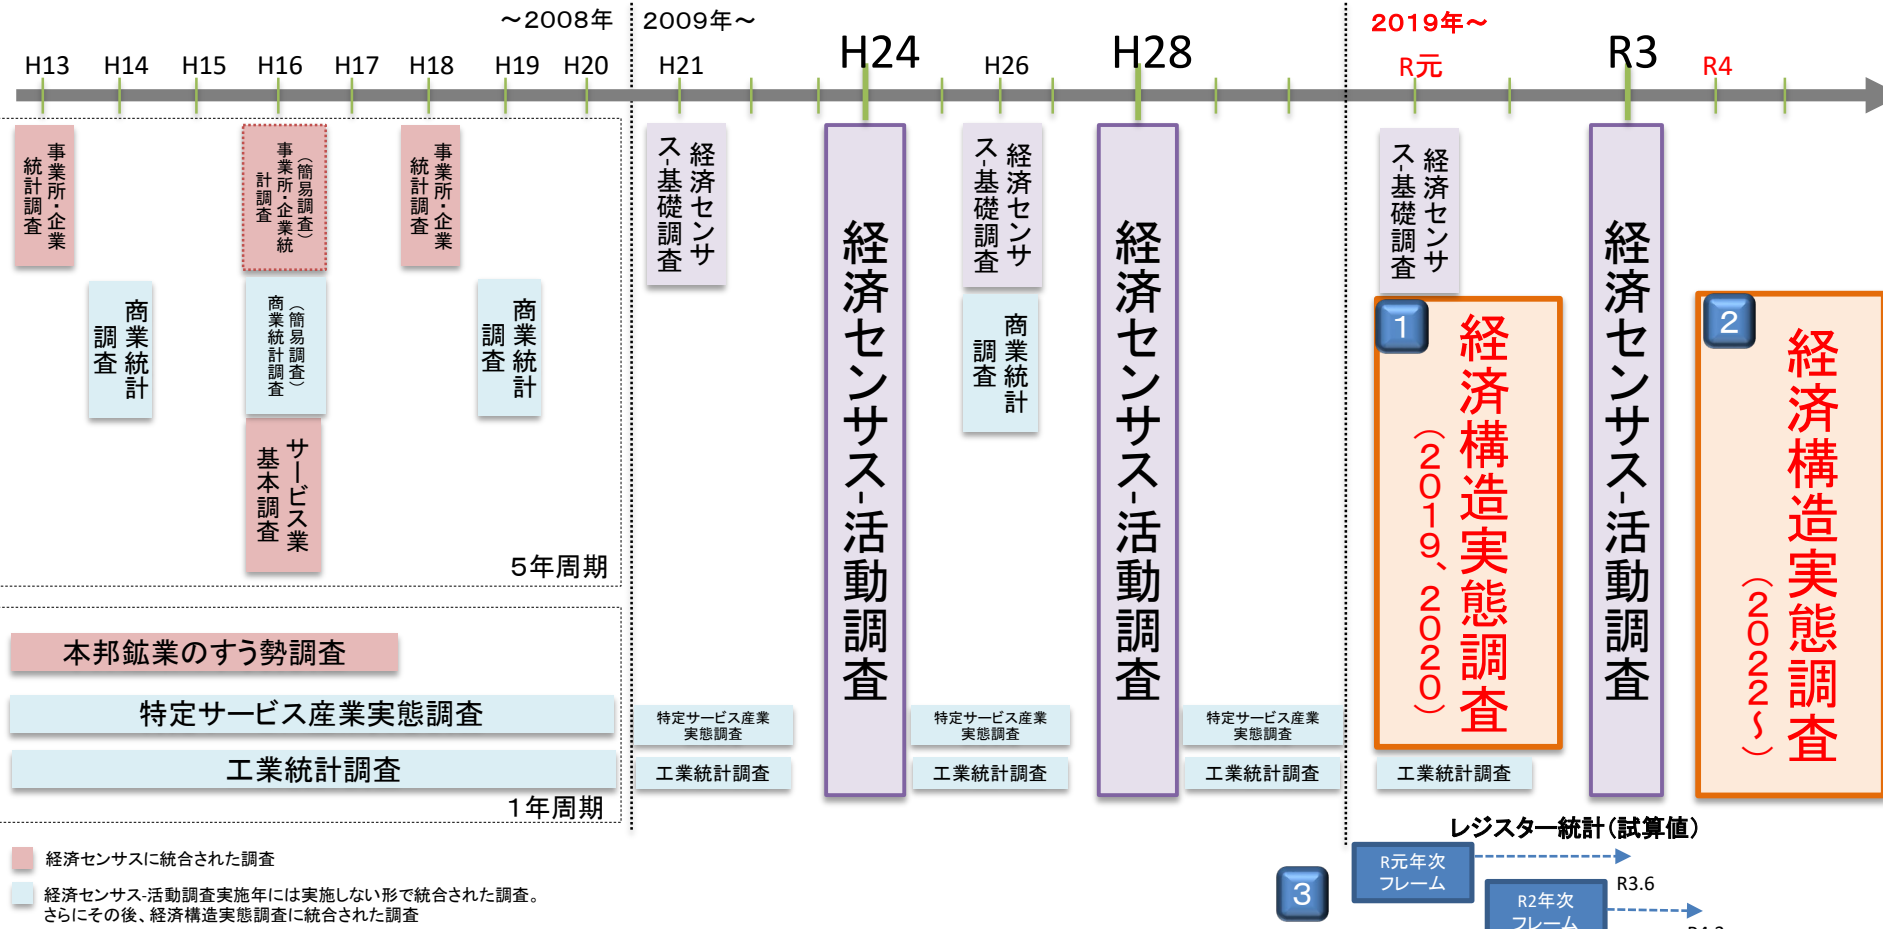 ～2008年
2009年～
2019年～
H13
H14
H15
H16
H17
H18
H19
H20
H21
H24
H26
H28
R元
R3
R4
事業所・企業
統計調査
（簡易調査）
事業所・企業統
計調査
事業所・企業
統計調査
商業統計
調査
（簡易調査）
商業統計調査
商業統計
調査
サービス業
基本調査
5年周期
経済センサ
ス-基礎調査
経済センサス-活動調査
経済センサ
ス-基礎調査
商業統計
調査
経済センサス-活動調査
経済センサ
ス-基礎調査
1
経済構造実態調査
（2019、2020）
経済センサス-活動調査
2
経済構造実態調査
（2022～）
本邦鉱業のすう勢調査
特定サービス産業実態調査
工業統計調査
1年周期
特定サービス産業
実態調査
工業統計調査
特定サービス産業
実態調査
工業統計調査
特定サービス産業
実態調査
工業統計調査
工業統計調査
経済センサスに統合された調査
経済センサス-活動調査実施年には実施しない形で統合された調査。
さらにその後、経済構造実態調査に統合された調査
レジスター統計（試算値）
3
R元年次
フレーム
R3.6
R2年次
フレーム